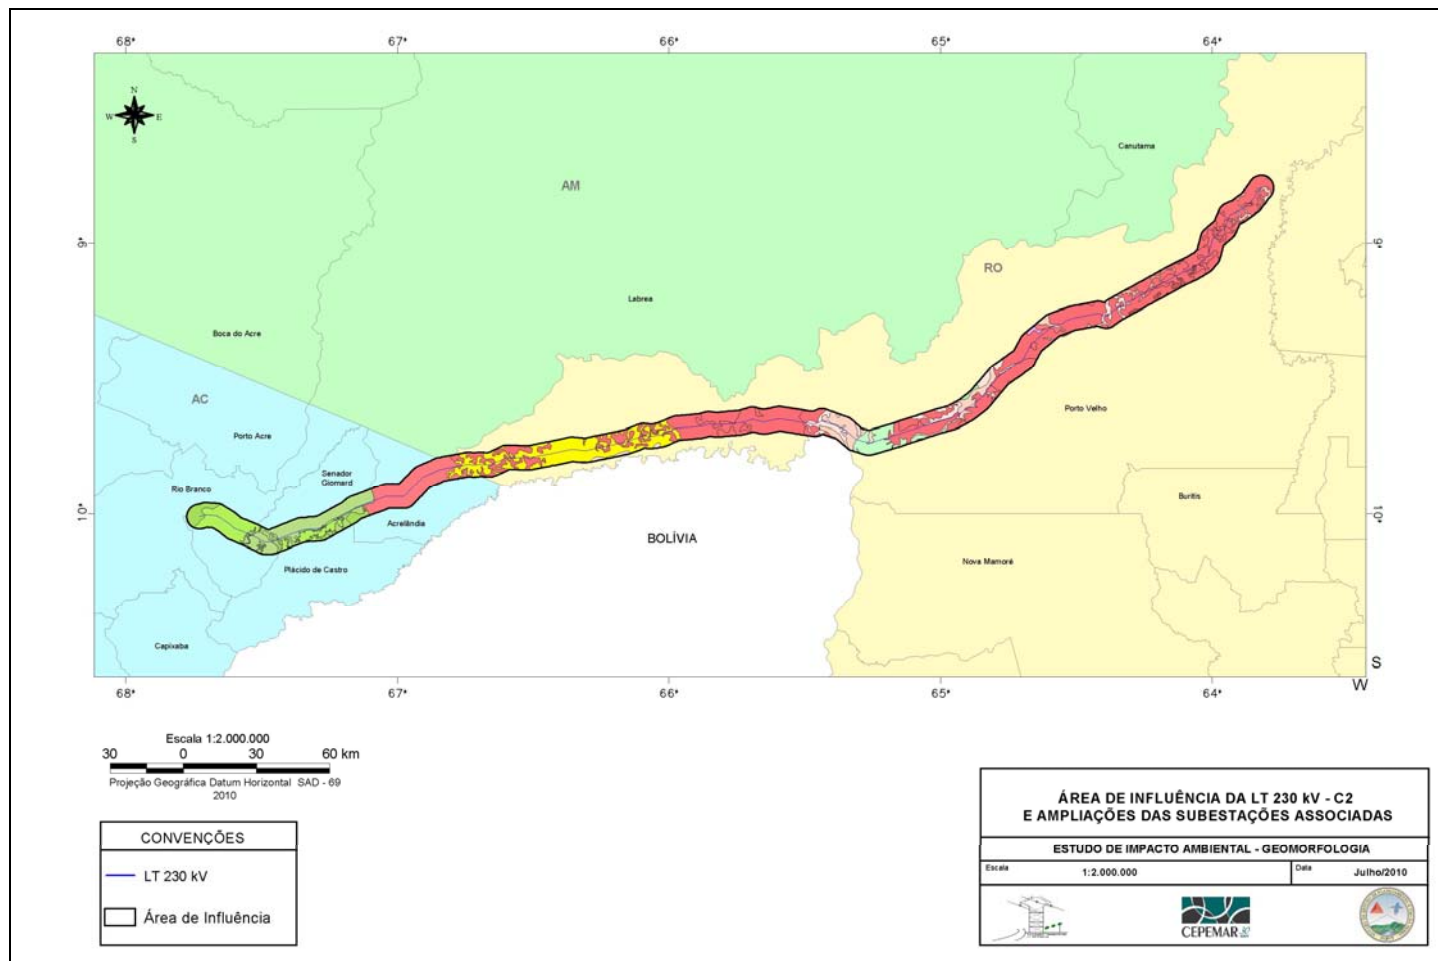 68° 67° 66° 65° 64°
N
W E
S
Canutama
AM
9° 9°
RO
Labrea
Boca do Acre
AC
Porto Velho
Porto Acre
Senador
Giomard
Rio Branco
Buritis
10° 10°
Acrelândia
BOLÍVIA
Nova Mamoré
Plácido de Castro
Capixaba
S
W
68° 67° 66° 65° 64°
Escala 1:2.000.000
30 0 30 60 km
Projeção Geográfica Datum Horizontal SAD - 69
2010
CONVENÇÕES
LT 230 kV
Área de Influência
ÁREA DE INFLUÊNCIA DA LT 230 kV - C2
E AMPLIAÇÕES DAS SUBESTAÇÕES ASSOCIADAS
ESTUDO DE IMPACTO AMBIENTAL - GEOMORFOLOGIA
Escala 1:2.000.000 Data Julho/2010
CEPEMAR